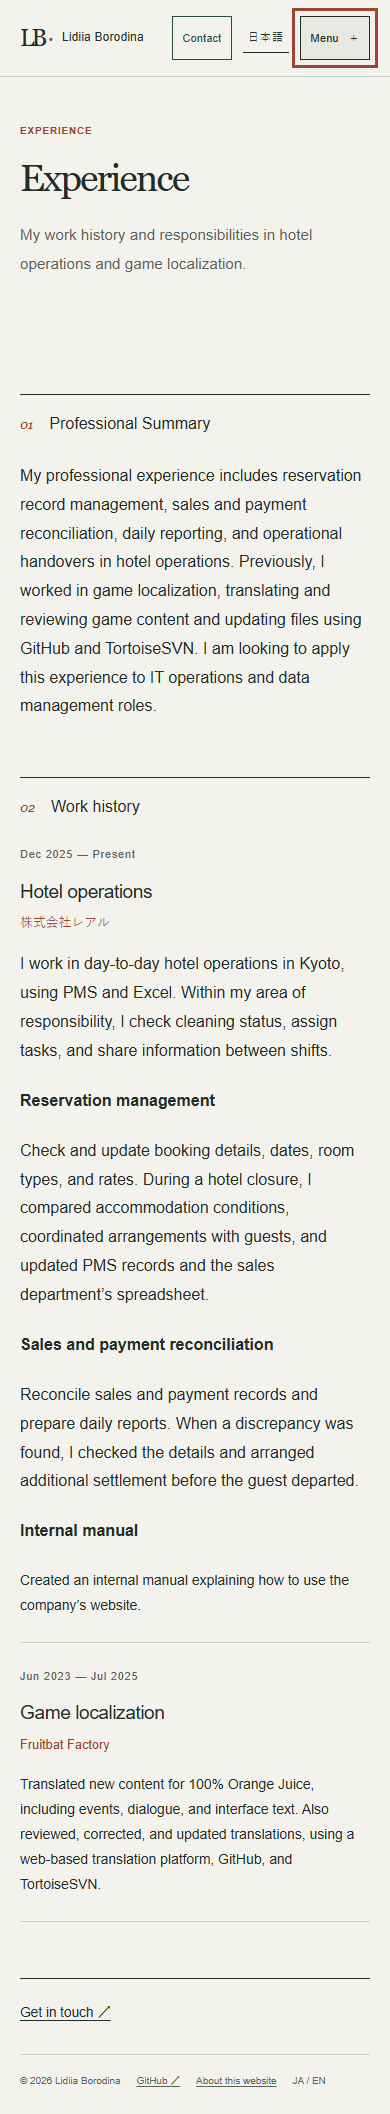 LB· Lidiia Borodina Contact 日本語 Menu +
EXPERIENCE
Experience
My work history and responsibilities in hotel
operations and game localization.
01 Professional Summary
My professional experience includes reservation
record management, sales and payment
reconciliation, daily reporting, and operational
handovers in hotel operations. Previously, I
worked in game localization, translating and
reviewing game content and updating files using
GitHub and TortoiseSVN. I am looking to apply
this experience to IT operations and data
management roles.
02 Work history
Dec 2025 — Present
Hotel operations
株式会社レアル
I work in day-to-day hotel operations in Kyoto,
using PMS and Excel. Within my area of
responsibility, I check cleaning status, assign
tasks, and share information between shifts.
Reservation management
Check and update booking details, dates, room
types, and rates. During a hotel closure, I
compared accommodation conditions,
coordinated arrangements with guests, and
updated PMS records and the sales
department’s spreadsheet.
Sales and payment reconciliation
Reconcile sales and payment records and
prepare daily reports. When a discrepancy was
found, I checked the details and arranged
additional settlement before the guest departed.
Internal manual
Created an internal manual explaining how to use the
company’s website.
Jun 2023 — Jul 2025
Game localization
Fruitbat Factory
Translated new content for 100% Orange Juice,
including events, dialogue, and interface text. Also
reviewed, corrected, and updated translations, using a
web-based translation platform, GitHub, and
TortoiseSVN.
Get in touch ↗
© 2026 Lidiia Borodina GitHub ↗ About this website JA / EN